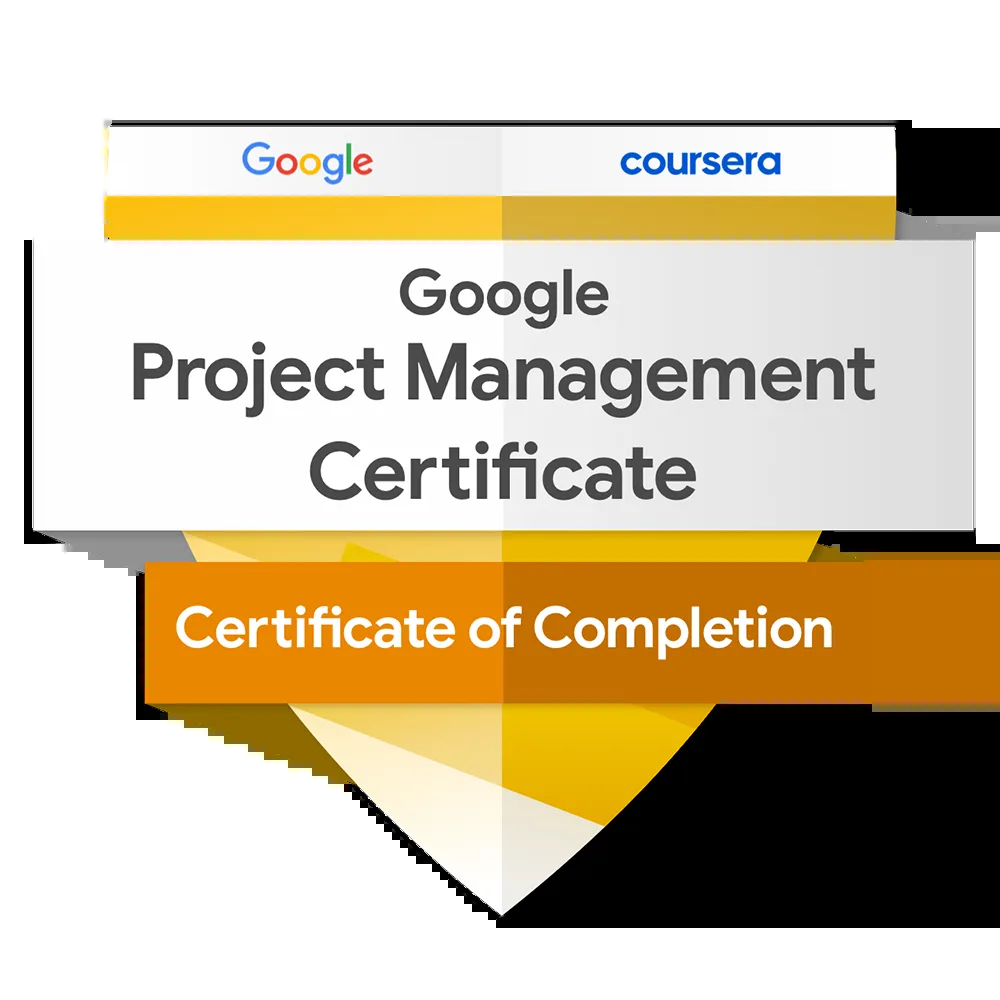 Google coursera
Google
Project Management
Certificate
Certificate of Completion